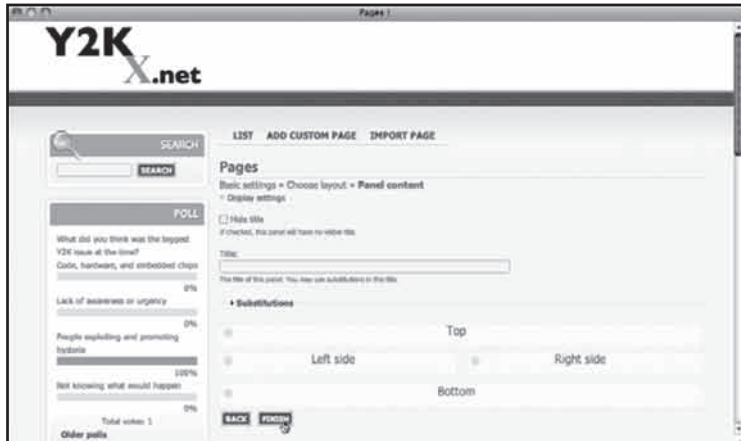 Pages |
Y2K
X.net
SEARCH
SEARCH
POLL
What did you think was the biggest
Y2K issue at the time?
Code, hardware, and embedded chips
0%
Lack of awareness or urgency
0%
People exploiting and promoting
hysteria
100%
Not knowing what would happen
0%
Total votes: 1
Older polls
LIST ADD CUSTOM PAGE IMPORT PAGE
Pages
Basic settings » Choose layout » Panel content
Display settings
Hide title
If checked, this panel will have no visible title.
Title:
The title of this panel. You may use substitutions in this title.
Substitutions
Top
Left side Right side
Bottom
BACK FINISH